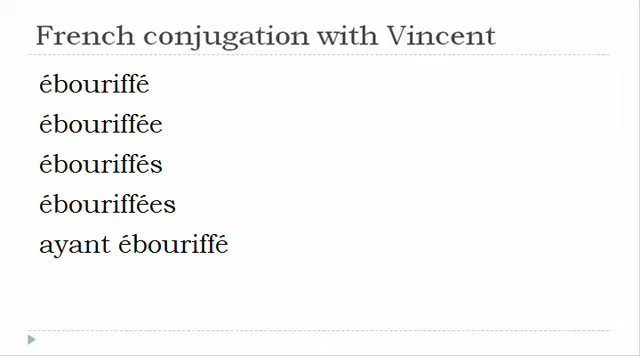 French conjugation with Vincent
ébouriffé
ébouriffée
ébouriffés
ébouriffées
ayant ébouriffé